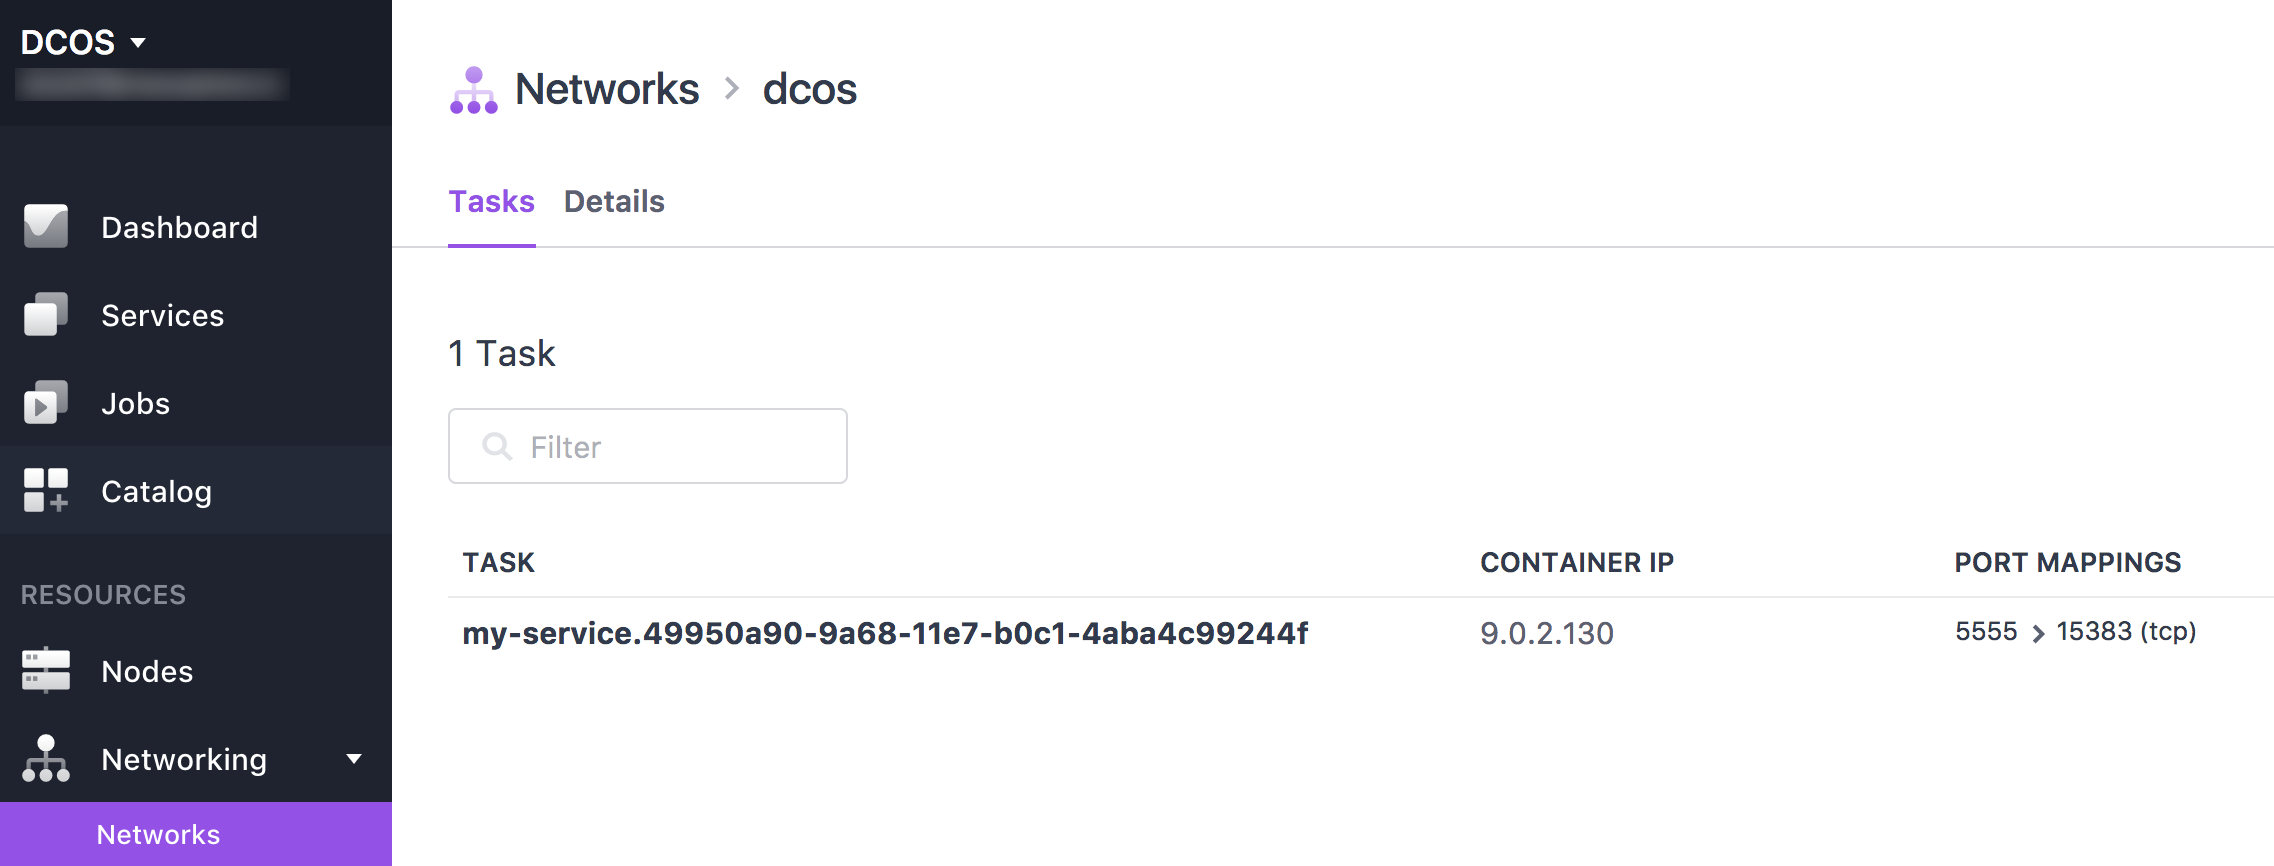 DCOS
Dashboard
Services
Jobs
Catalog
RESOURCES
Nodes
Networking
Networks
Networks > dcos
Tasks Details
1 Task
Filter
TASK CONTAINER IP PORT MAPPINGS
my-service.49950a90-9a68-11e7-b0c1-4aba4c99244f 9.0.2.130 5555 > 15383 (tcp)